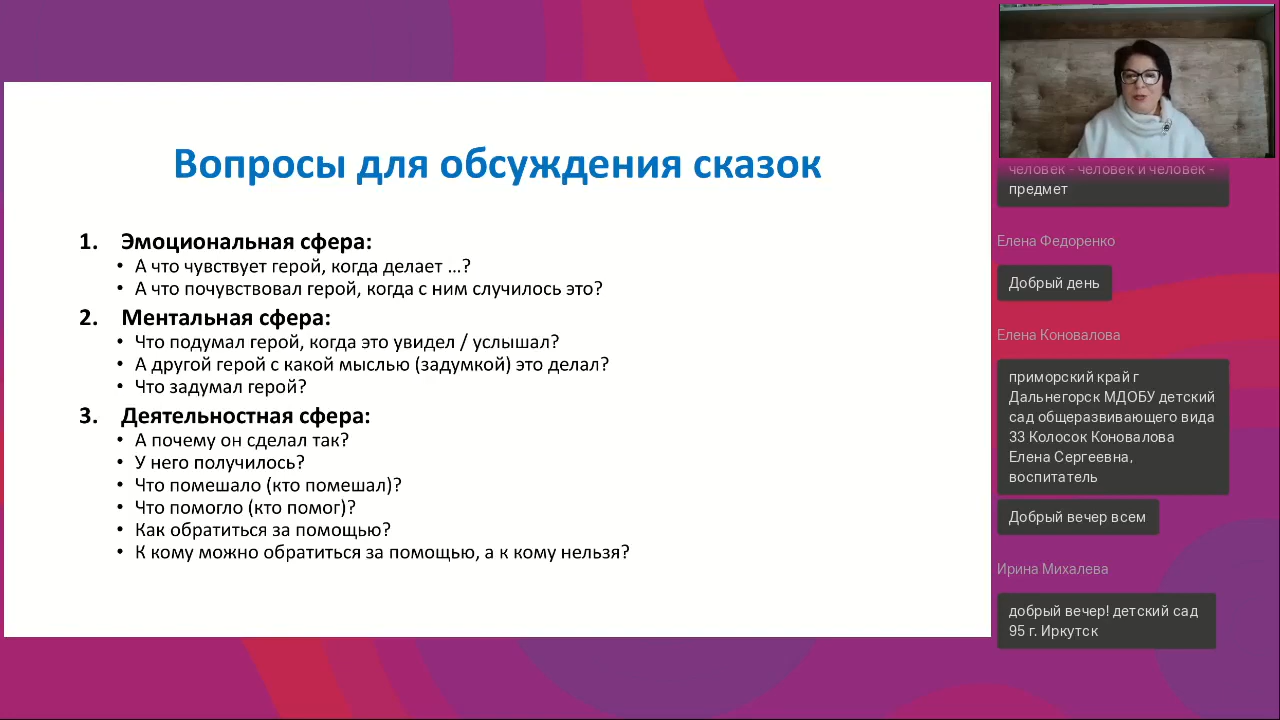 Вопросы для обсуждения сказок
1. Эмоциональная сфера:
• А что чувствует герой, когда делает …?
• А что почувствовал герой, когда с ним случилось это?
2. Ментальная сфера:
• Что подумал герой, когда это увидел / услышал?
• А другой герой с какой мыслью (задумкой) это делал?
• Что задумал герой?
3. Деятельностная сфера:
• А почему он сделал так?
• У него получилось?
• Что помешало (кто помешал)?
• Что помогло (кто помог)?
• Как обратиться за помощью?
• К кому можно обратиться за помощью, а к кому нельзя?
человек - человек и человек -
предмет
Елена Федоренко
Добрый день
Елена Коновалова
приморский край г
Дальнегорск МДОБУ детский
сад общеразвивающего вида
33 Колосок Коновалова
Елена Сергеевна,
воспитатель
Добрый вечер всем
Ирина Михалева
добрый вечер! детский сад
95 г. Иркутск